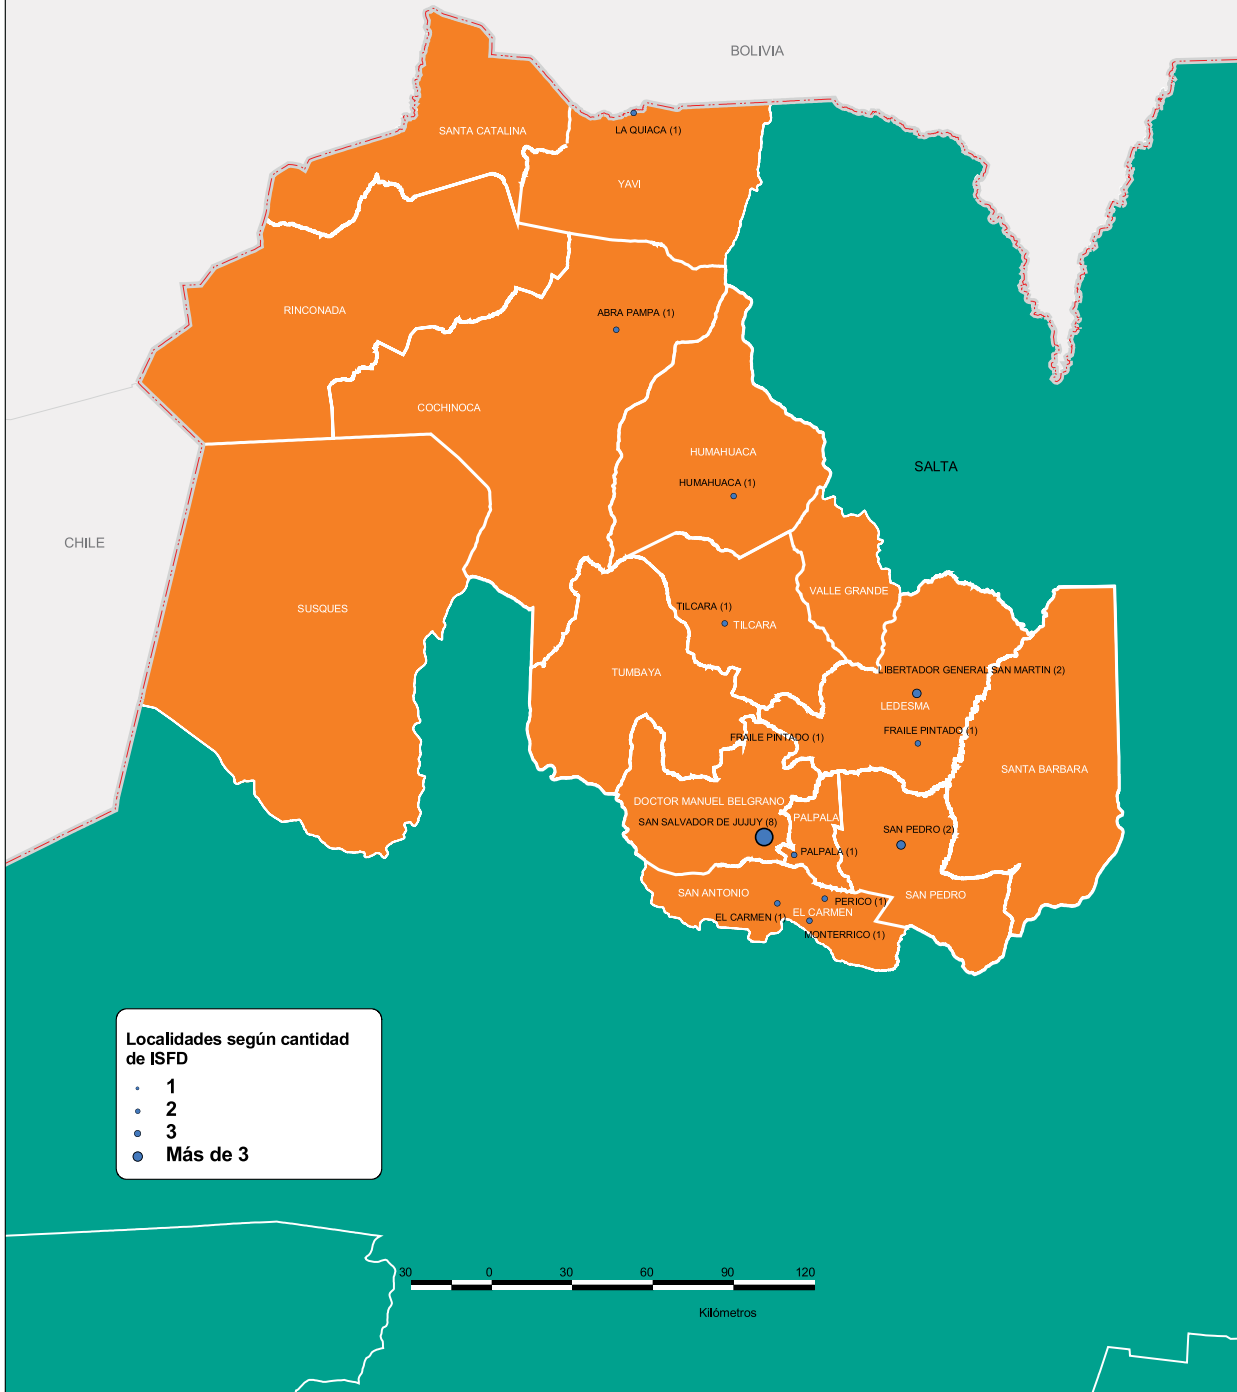 BOLIVIA
SANTA CATALINA
LA QUIACA (1)
YAVI
RINCONADA
ABRA PAMPA (1)
COCHINOCA
HUMAHUACA
SALTA
HUMAHUACA (1)
CHILE
VALLE GRANDE
SUSQUES
TILCARA (1)
TILCARA
TUMBAYA
LIBERTADOR GENERAL SAN MARTIN (2)
LEDESMA
FRAILE PINTADO (1)
FRAILE PINTADO (1)
SANTA BARBARA
DOCTOR MANUEL BELGRANO
PALPALA
SAN SALVADOR DE JUJUY (8)
SAN PEDRO (2)
PALPALA (1)
SAN ANTONIO
SAN PEDRO
PERICO (1)
EL CARMEN
EL CARMEN (1)
MONTERRICO (1)
Localidades según cantidad
de ISFD
1
2
3
Más de 3
30 0 30 60 90 120
Kilómetros